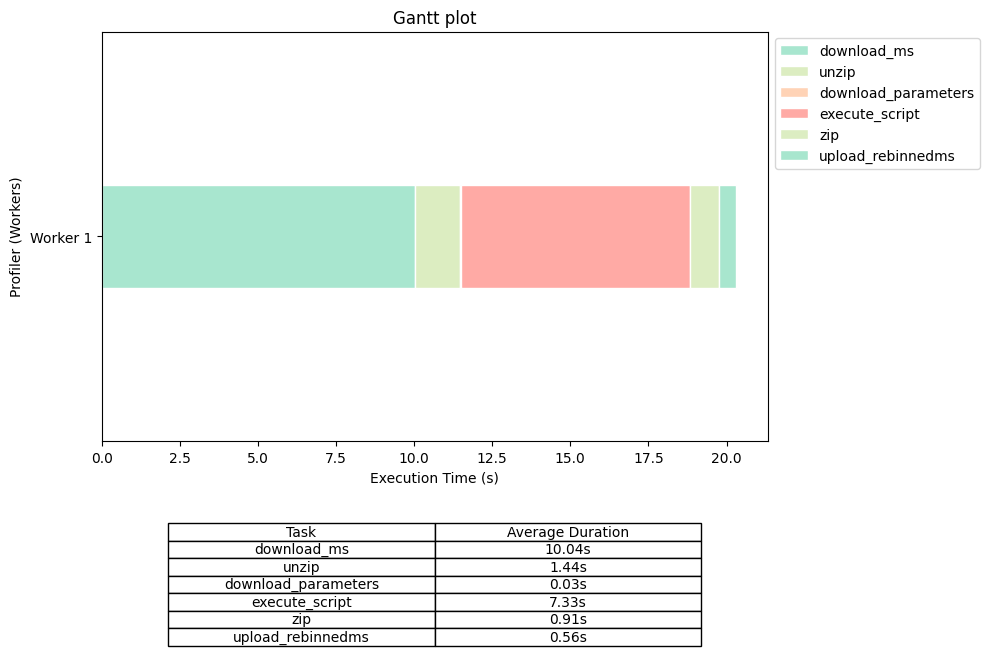 Gantt plot
download_ms
unzip
download_parameters
execute_script
zip
upload_rebinnedms
Profiler (Workers)
Worker 1
0.0 2.5 5.0 7.5 10.0 12.5 15.0 17.5 20.0
Execution Time (s)
Task Average Duration
download_ms 10.04s
unzip 1.44s
download_parameters 0.03s
execute_script 7.33s
zip 0.91s
upload_rebinnedms 0.56s